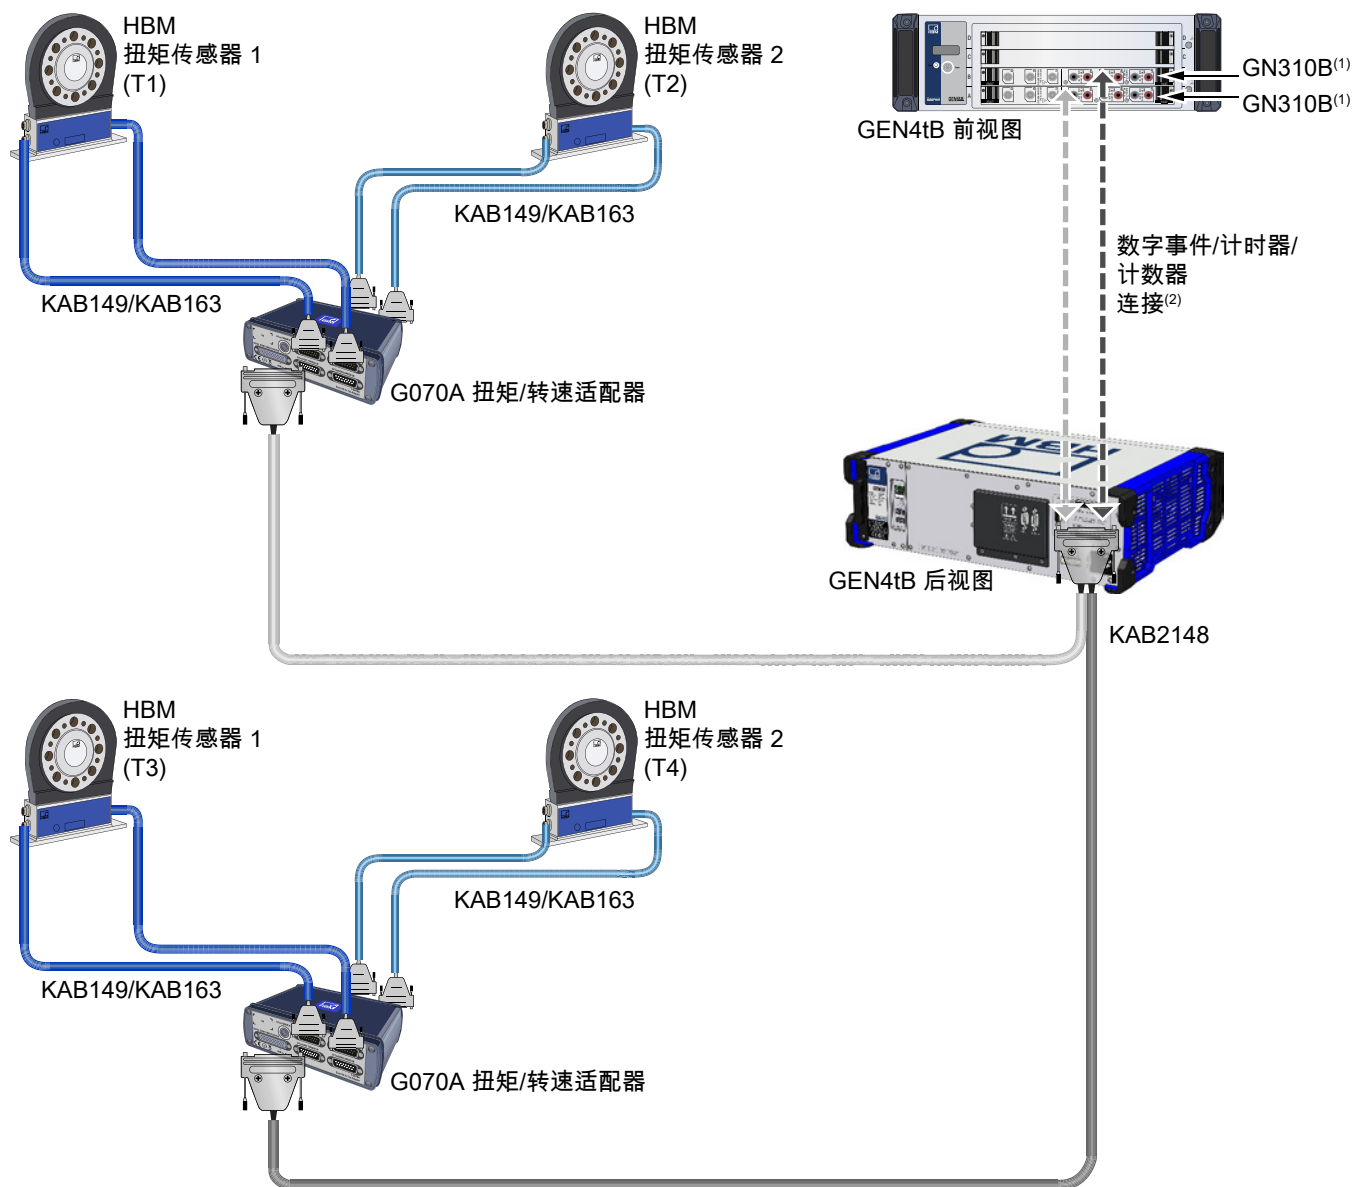 HBM
扭矩传感器 1
(T1)
HBM
扭矩传感器 2
(T2)
GN310B(1)
GN310B(1)
GEN4tB 前视图
KAB149/KAB163
KAB149/KAB163
数字事件/计时器/
计数器
连接(2)
G070A 扭矩/转速适配器
HBM
GEN4tB 后视图
KAB2148
HBM
扭矩传感器 1
(T3)
HBM
扭矩传感器 2
(T4)
KAB149/KAB163
KAB149/KAB163
G070A 扭矩/转速适配器